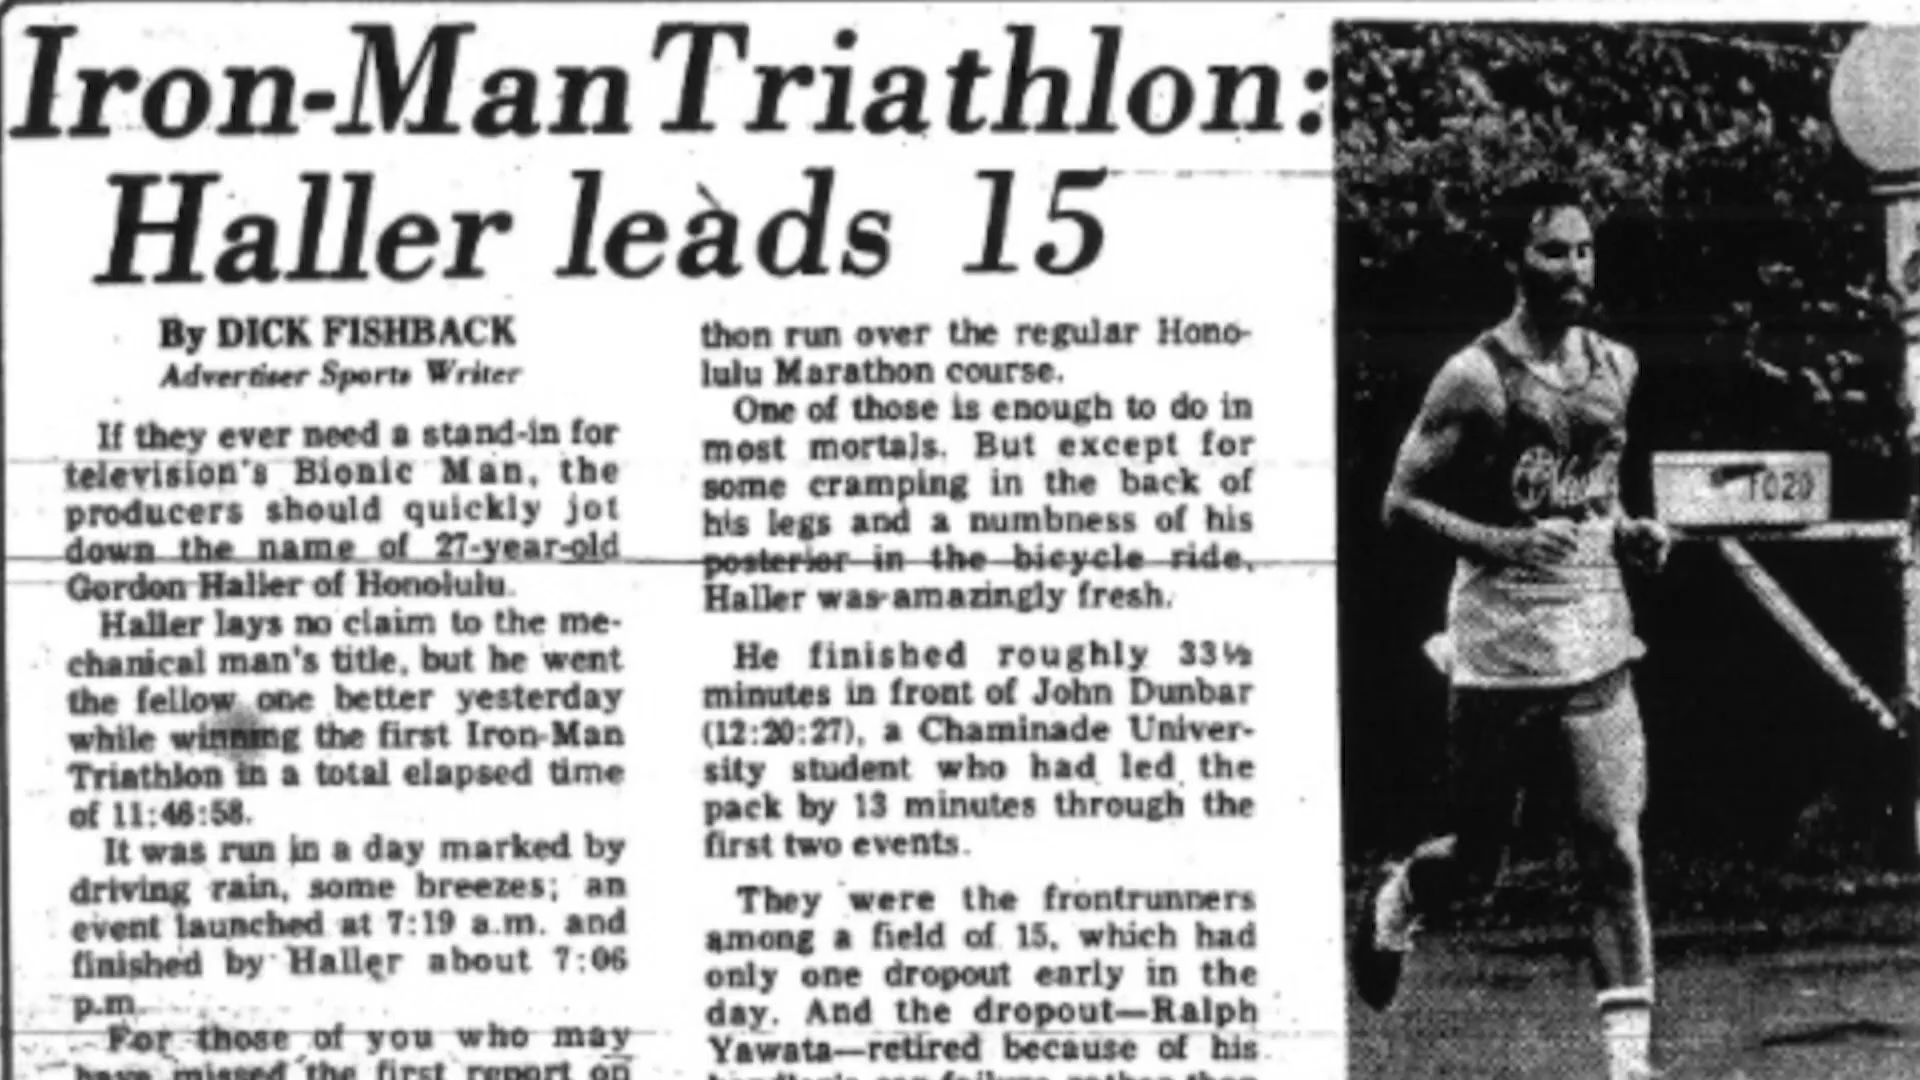 Iron-Man Triathlon:
Haller leads 15
By DICK FISHBACK
Advertiser Sports Writer
If they ever need a stand-in for
television's Bionic Man, the
producers should quickly jot
down the name of 27-year-old
Gordon Haller of Honolulu.
Haller lays no claim to the me-
chanical man's title, but he went
the fellow one better yesterday
while winning the first Iron-Man
Triathlon in a total elapsed time
of 11:46:58.
It was run in a day marked by
driving rain, some breezes; an
event launched at 7:19 a.m. and
finished by Haller about 7:06
p.m.
For those of you who may
have missed the first report on
thon run over the regular Hono-
lulu Marathon course.
One of those is enough to do in
most mortals. But except for
some cramping in the back of
his legs and a numbness of his
posterior in the bicycle ride,
Haller was amazingly fresh.
He finished roughly 33½
minutes in front of John Dunbar
(12:20:27), a Chaminade Univer-
sity student who had led the
pack by 13 minutes through the
first two events.
They were the frontrunners
among a field of 15, which had
only one dropout early in the
day. And the dropout—Ralph
Yawata—retired because of his
1020